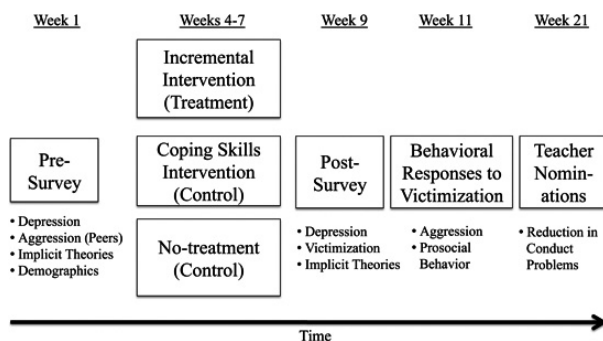 Week 1
Weeks 4-7
Week 9
Week 11
Week 21
Incremental
Intervention
(Treatment)
Pre-
Survey
• Depression
• Aggression (Peers)
• Implicit Theories
• Demographics
Coping Skills
Intervention
(Control)
No-treatment
(Control)
Post-
Survey
• Depression
• Victimization
• Implicit Theories
Behavioral
Responses to
Victimization
• Aggression
• Prosocial
Behavior
Teacher
Nomin-
ations
• Reduction in
Conduct
Problems
Time